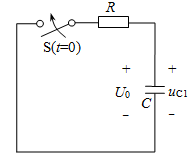 R
S(t=0)
+ +
U₀ C uC1
− −